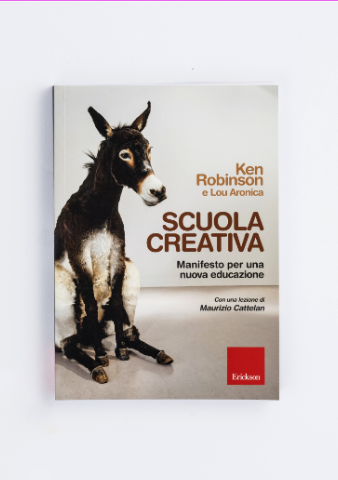 Ken
Robinson
e Lou Aronica
SCUOLA
CREATIVA
Manifesto per una
nuova educazione
Con una lezione di
Maurizio Cattelan
Erickson